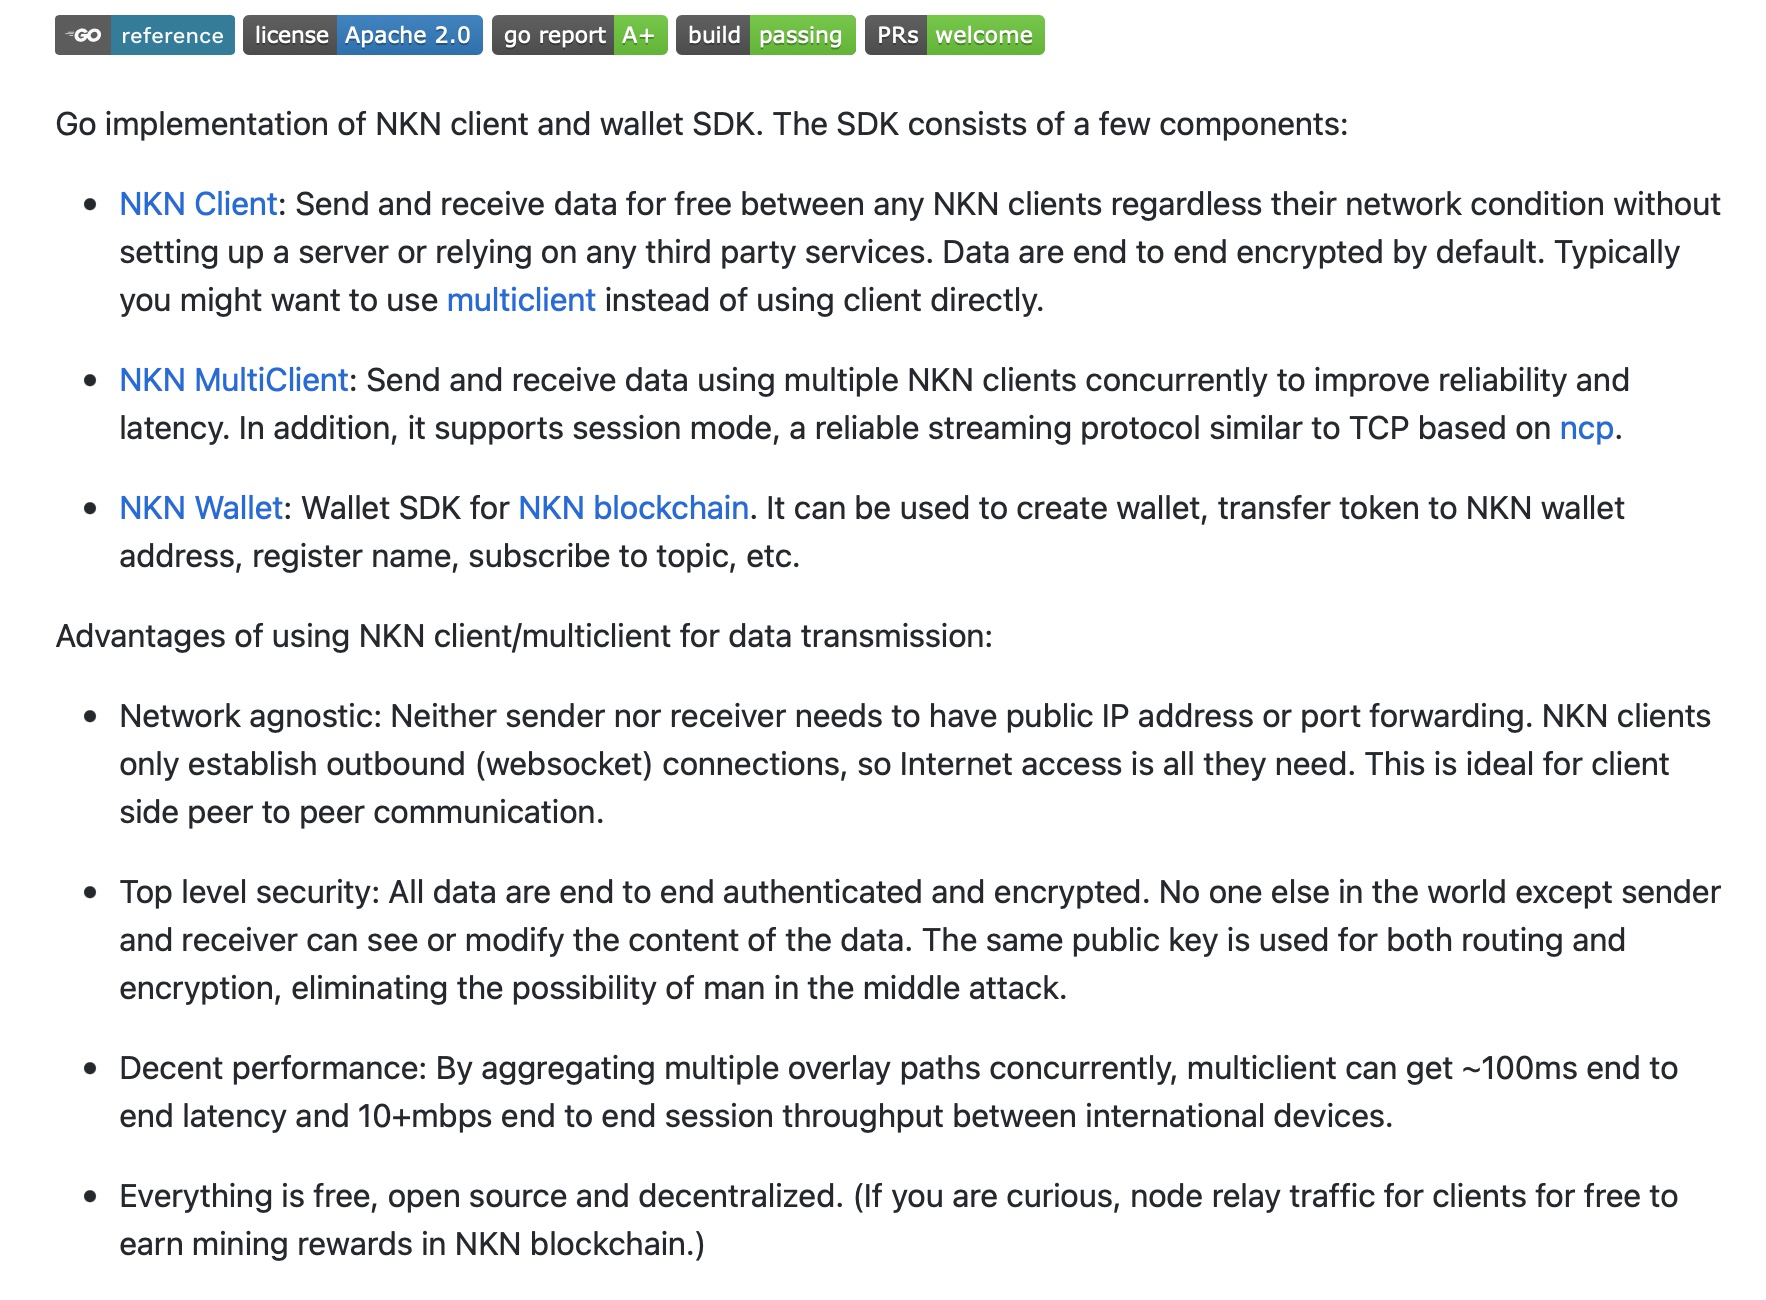 GO reference license Apache 2.0 go report A+ build passing PRs welcome
Go implementation of NKN client and wallet SDK. The SDK consists of a few components:
• NKN Client: Send and receive data for free between any NKN clients regardless their network condition without
setting up a server or relying on any third party services. Data are end to end encrypted by default. Typically
you might want to use multiclient instead of using client directly.
• NKN MultiClient: Send and receive data using multiple NKN clients concurrently to improve reliability and
latency. In addition, it supports session mode, a reliable streaming protocol similar to TCP based on ncp.
• NKN Wallet: Wallet SDK for NKN blockchain. It can be used to create wallet, transfer token to NKN wallet
address, register name, subscribe to topic, etc.
Advantages of using NKN client/multiclient for data transmission:
• Network agnostic: Neither sender nor receiver needs to have public IP address or port forwarding. NKN clients
only establish outbound (websocket) connections, so Internet access is all they need. This is ideal for client
side peer to peer communication.
• Top level security: All data are end to end authenticated and encrypted. No one else in the world except sender
and receiver can see or modify the content of the data. The same public key is used for both routing and
encryption, eliminating the possibility of man in the middle attack.
• Decent performance: By aggregating multiple overlay paths concurrently, multiclient can get ~100ms end to
end latency and 10+mbps end to end session throughput between international devices.
• Everything is free, open source and decentralized. (If you are curious, node relay traffic for clients for free to
earn mining rewards in NKN blockchain.)